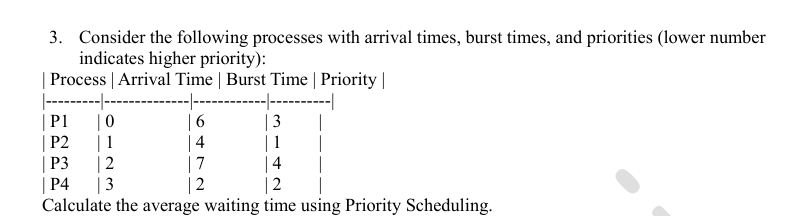 3. Consider the following processes with arrival times, burst times, and priorities (lower number
indicates higher priority):
| Process | Arrival Time | Burst Time | Priority |
|---------|--------------|------------|----------|
| P1 | 0 | 6 | 3 |
| P2 | 1 | 4 | 1 |
| P3 | 2 | 7 | 4 |
| P4 | 3 | 2 | 2 |
Calculate the average waiting time using Priority Scheduling.